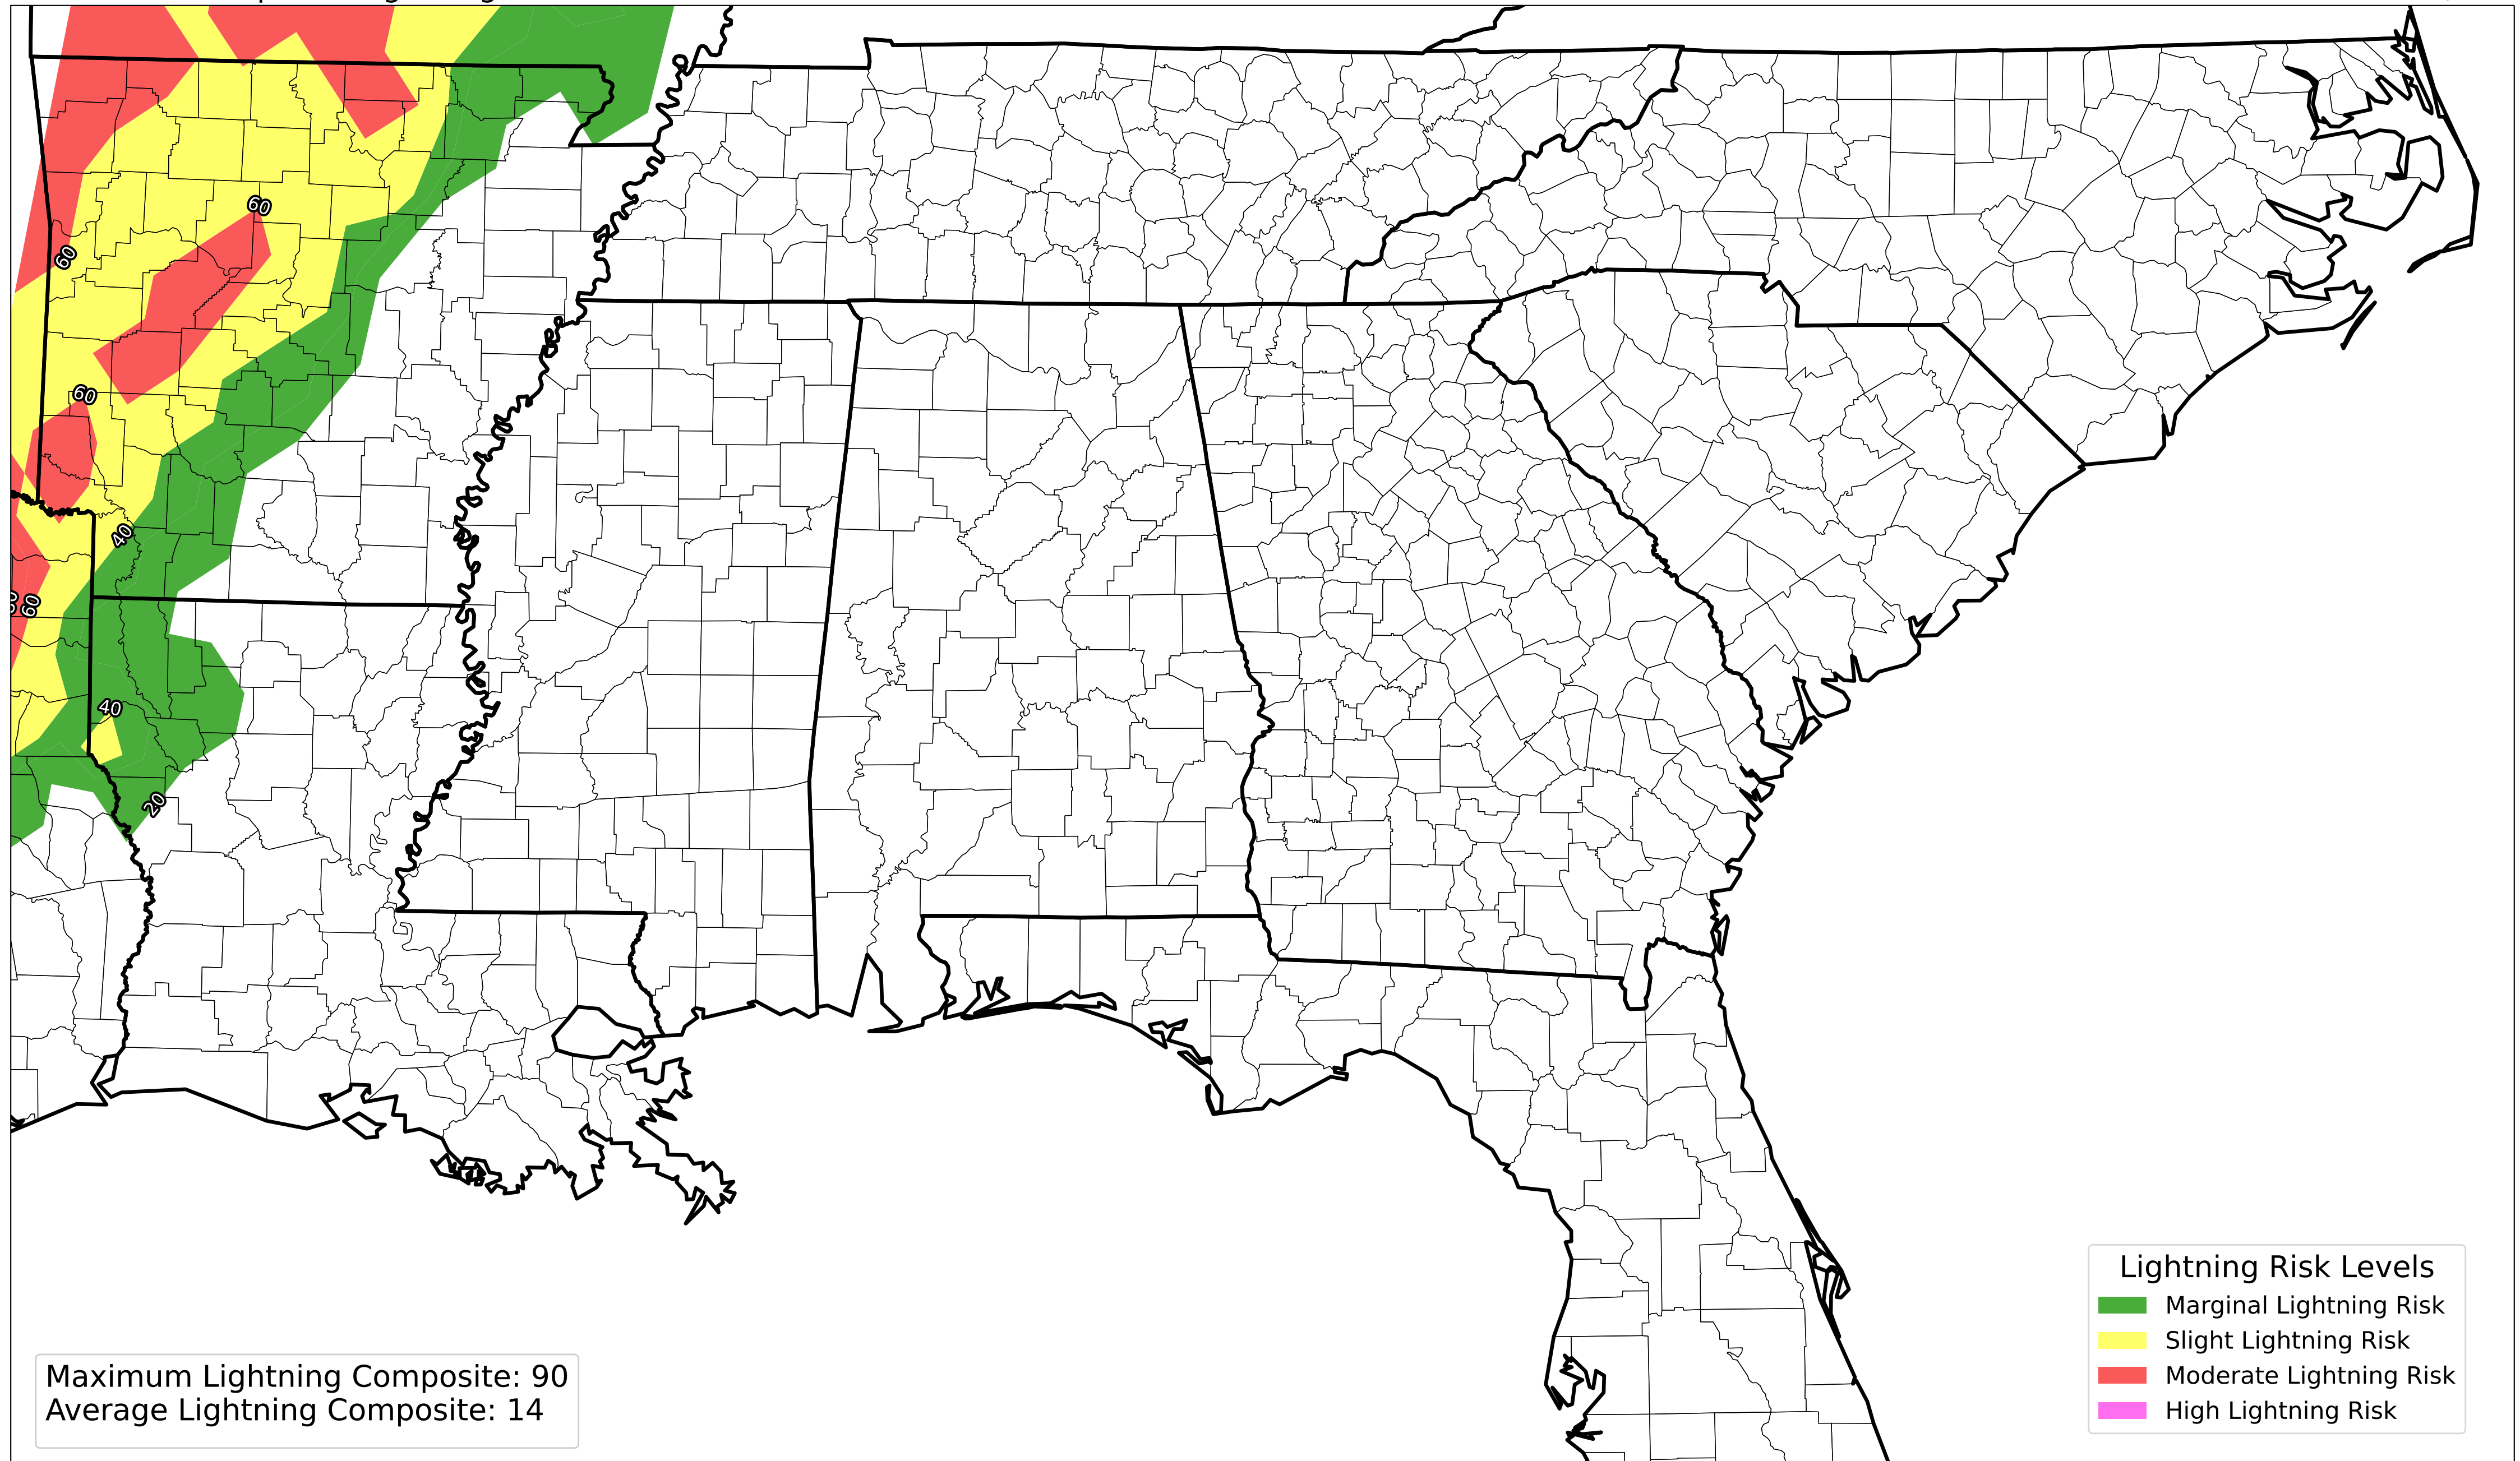 60
60
60
40
60
40
20
Lightning Risk Levels
Marginal Lightning Risk
Slight Lightning Risk
Moderate Lightning Risk
High Lightning Risk
Maximum Lightning Composite: 90
Average Lightning Composite: 14